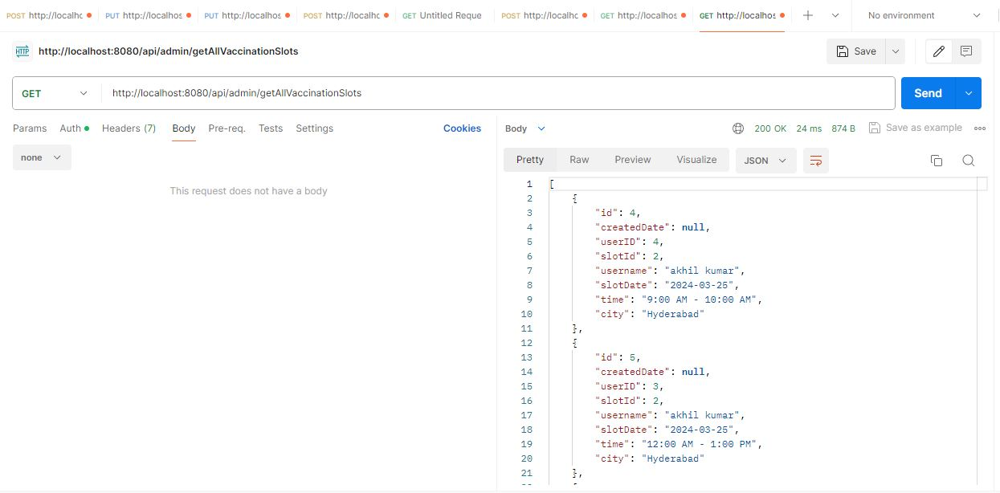 POST http://localhc PUT http://localhos PUT http://localhos POST http://localhc GET Untitled Reque POST http://localhc GET http://localhos GET http://localhos No environment
HTTP http://localhost:8080/api/admin/getAllVaccinationSlots Save
GET http://localhost:8080/api/admin/getAllVaccinationSlots Send
Params Auth Headers (7) Body Pre-req. Tests Settings Cookies
Body 200 OK 24 ms 874 B Save as example
none
Pretty Raw Preview Visualize JSON
This request does not have a body
1 [
2 {
3 "id": 4,
4 "createdDate": null,
5 "userID": 4,
6 "slotId": 2,
7 "username": "akhil kumar",
8 "slotDate": "2024-03-25",
9 "time": "9:00 AM - 10:00 AM",
10 "city": "Hyderabad"
11 },
12 {
13 "id": 5,
14 "createdDate": null,
15 "userID": 3,
16 "slotId": 2,
17 "username": "akhil kumar",
18 "slotDate": "2024-03-25",
19 "time": "12:00 AM - 1:00 PM",
20 "city": "Hyderabad"
21 },